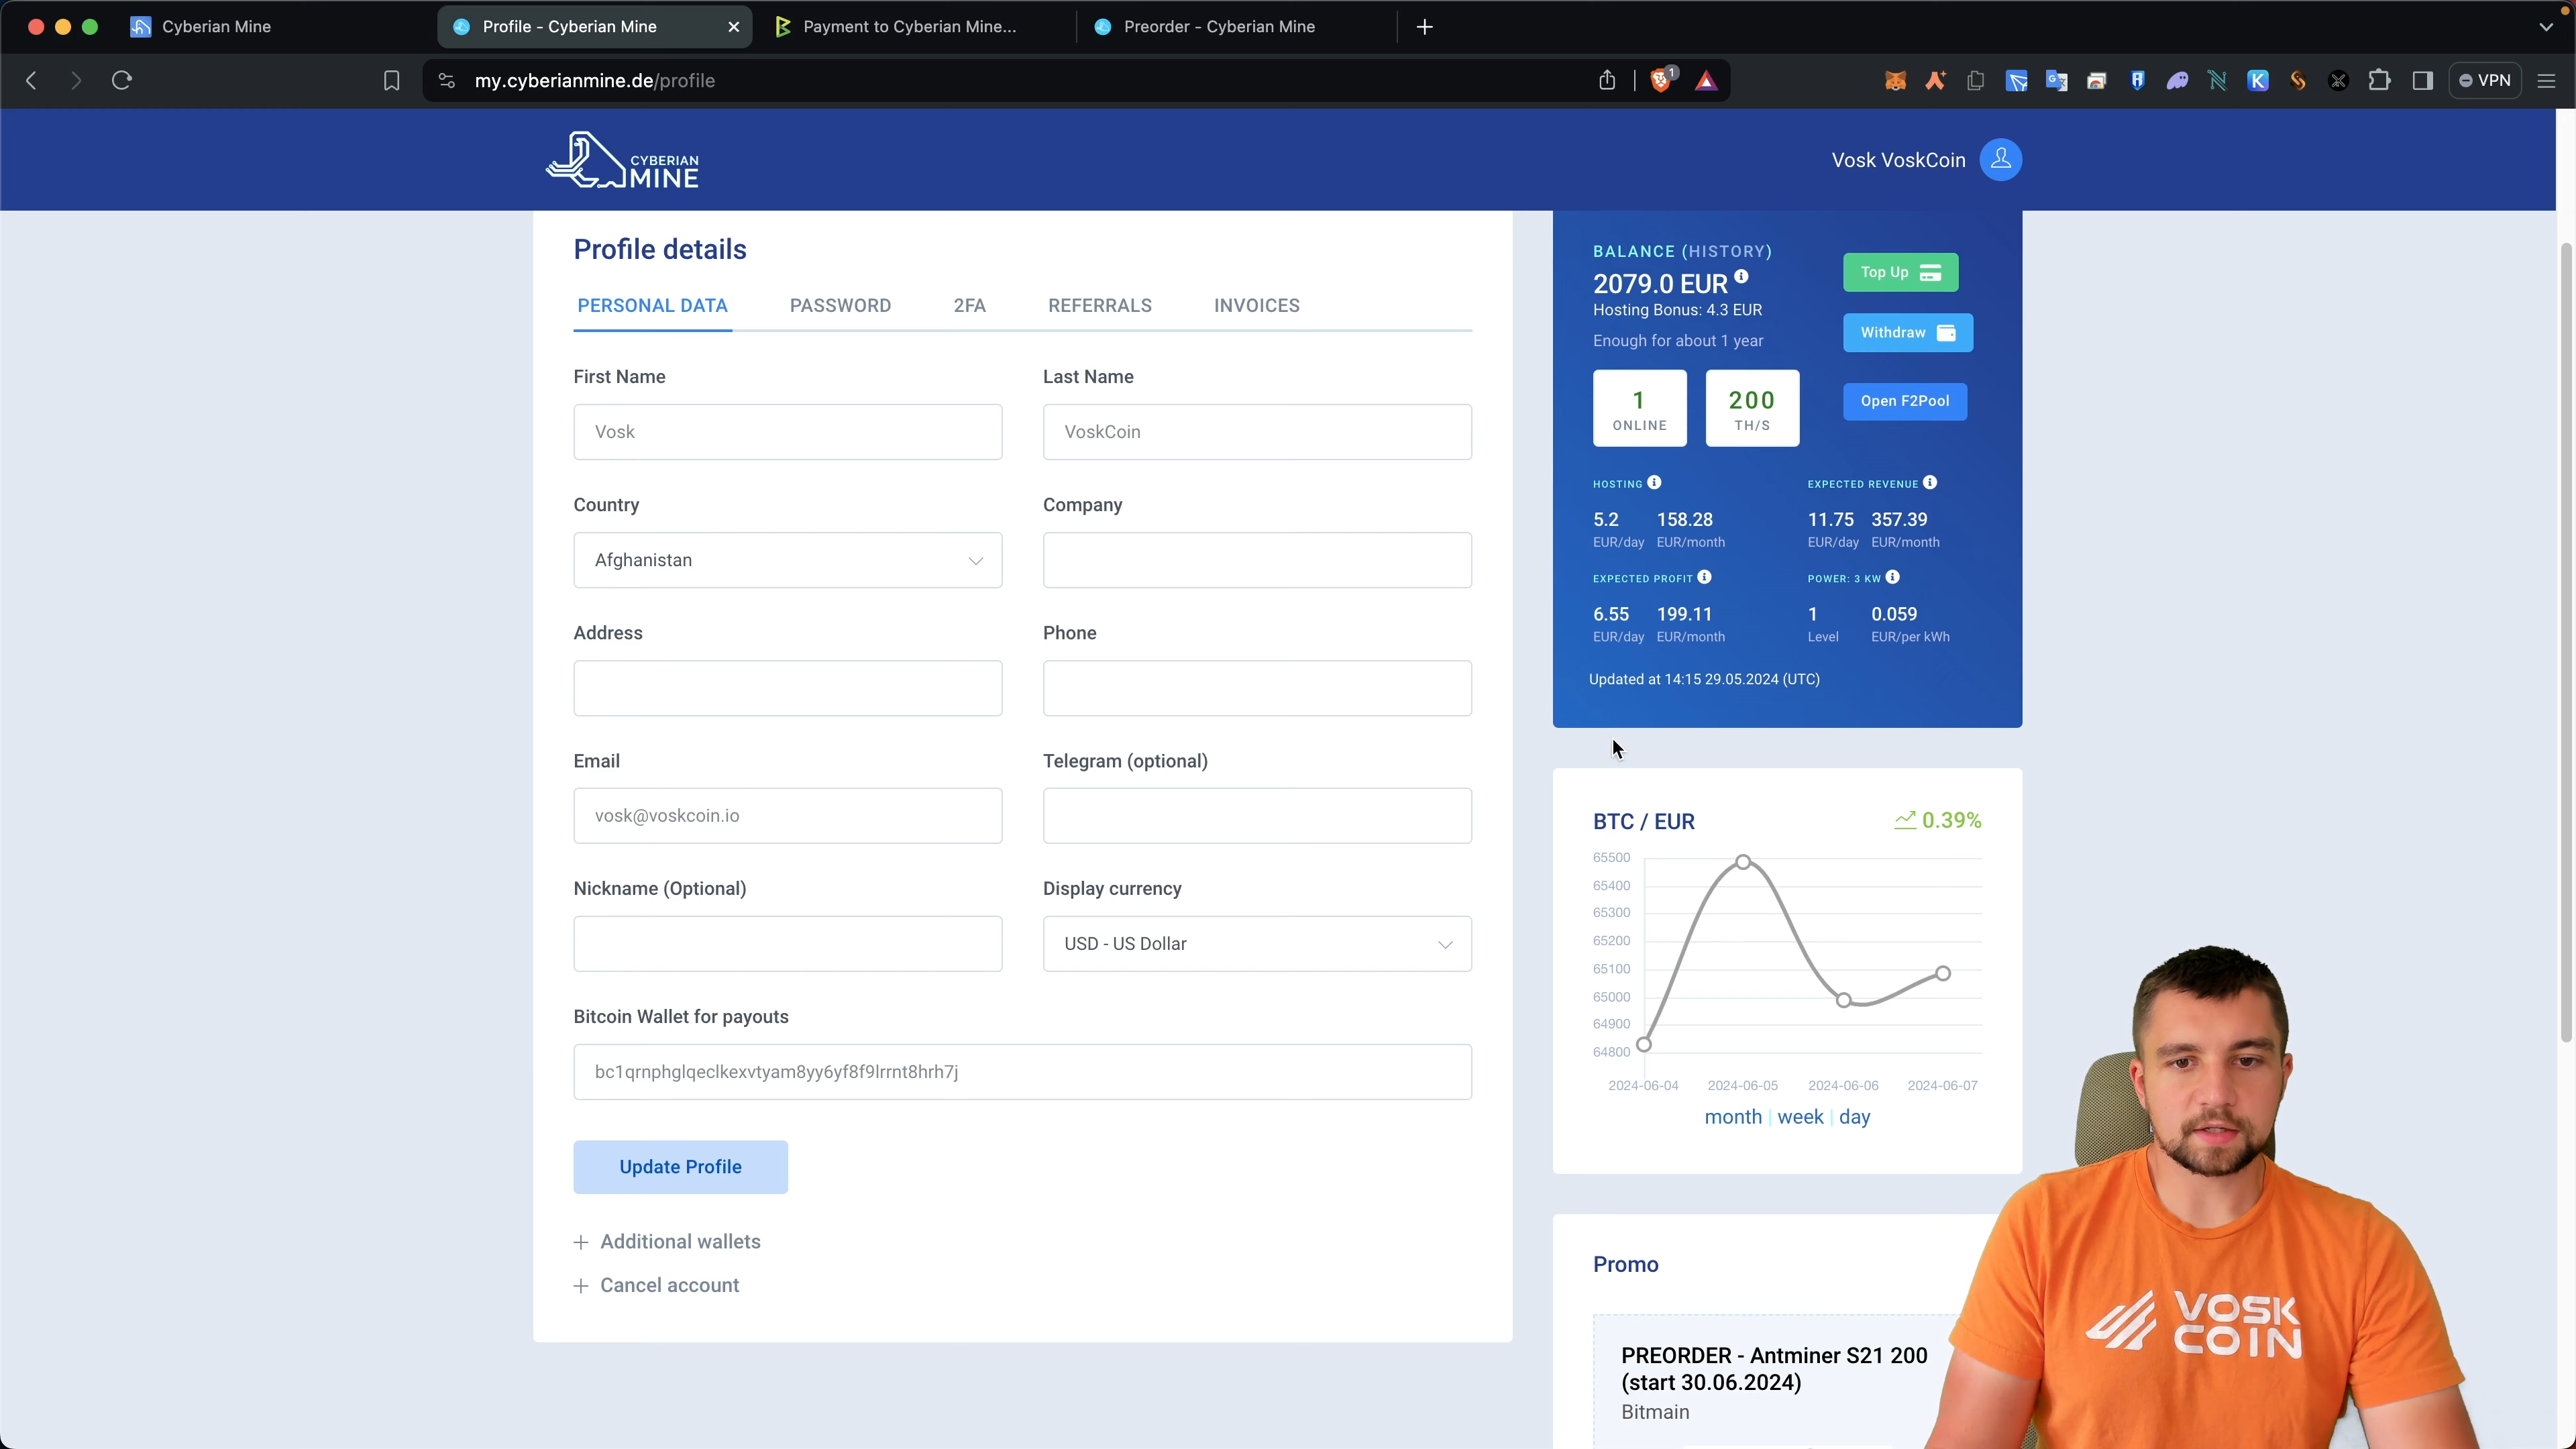 Cyberian Mine
Profile - Cyberian Mine
Payment to Cyberian Mine...
Preorder - Cyberian Mine
my.cyberianmine.de/profile
1
VPN
CYBERIAN
MINE
Vosk VoskCoin
Profile details
PERSONAL DATA
PASSWORD
2FA
REFERRALS
INVOICES
First Name
Last Name
Vosk
VoskCoin
Country
Company
Afghanistan
Address
Phone
Email
Telegram (optional)
vosk@voskcoin.io
Nickname (Optional)
Display currency
USD - US Dollar
Bitcoin Wallet for payouts
bc1qrnphglqeclkexvtyam8yy6yf8f9lrrnt8hrh7j
Update Profile
Additional wallets
Cancel account
BALANCE (HISTORY)
2079.0 EUR
Hosting Bonus: 4.3 EUR
Enough for about 1 year
Top Up
Withdraw
Open F2Pool
1
ONLINE
200
TH/S
HOSTING
EXPECTED REVENUE
5.2 158.28
EUR/day EUR/month
11.75 357.39
EUR/day EUR/month
EXPECTED PROFIT
POWER: 3 KW
6.55 199.11
EUR/day EUR/month
1 0.059
Level EUR/per kWh
Updated at 14:15 29.05.2024 (UTC)
BTC / EUR
0.39%
65500
65400
65300
65200
65100
65000
64900
64800
2024-06-04 2024-06-05 2024-06-06 2024-06-07
month | week | day
Promo
PREORDER - Antminer S21 200
(start 30.06.2024)
Bitmain
VOSK
COIN